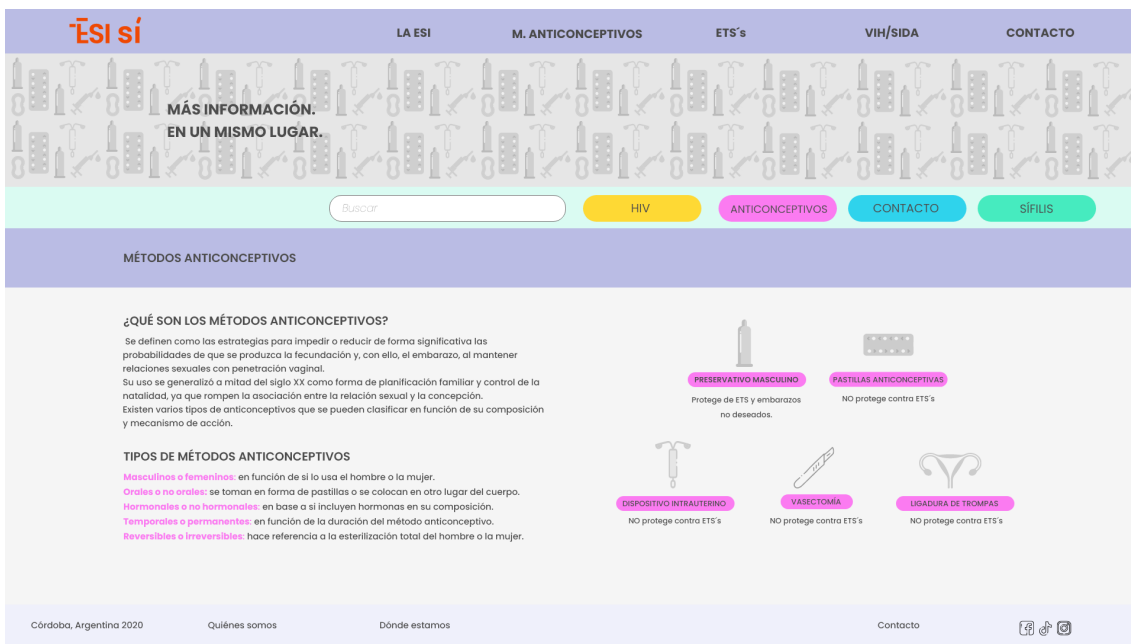 ESI sí
LA ESI
M. ANTICONCEPTIVOS
ETS´s
VIH/SIDA
CONTACTO
MÁS INFORMACIÓN.
EN UN MISMO LUGAR.
Buscar
HIV
ANTICONCEPTIVOS
CONTACTO
SÍFILIS
MÉTODOS ANTICONCEPTIVOS
¿QUÉ SON LOS MÉTODOS ANTICONCEPTIVOS?
Se definen como las estrategias para impedir o reducir de forma significativa las
probabilidades de que se produzca la fecundación y, con ello, el embarazo, al mantener
relaciones sexuales con penetración vaginal.
Su uso se generalizó a mitad del siglo XX como forma de planificación familiar y control de la
natalidad, ya que rompen la asociación entre la relación sexual y la concepción.
Existen varios tipos de anticonceptivos que se pueden clasificar en función de su composición
y mecanismo de acción.
TIPOS DE MÉTODOS ANTICONCEPTIVOS
Masculinos o femeninos: en función de si lo usa el hombre o la mujer.
Orales o no orales: se toman en forma de pastillas o se colocan en otro lugar del cuerpo.
Hormonales o no hormonales: en base a si incluyen hormonas en su composición.
Temporales o permanentes: en función de la duración del método anticonceptivo.
Reversibles o irreversibles: hace referencia a la esterilización total del hombre o la mujer.
PRESERVATIVO MASCULINO
Protege de ETS y embarazos
no deseados.
PASTILLAS ANTICONCEPTIVAS
NO protege contra ETS´s
DISPOSITIVO INTRAUTERINO
NO protege contra ETS´s
VASECTOMÍA
NO protege contra ETS´s
LIGADURA DE TROMPAS
NO protege contra ETS´s
Córdoba, Argentina 2020
Quiénes somos
Dónde estamos
Contacto